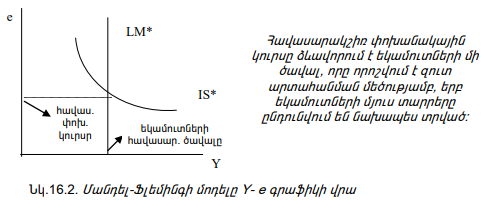 e
LM*
IS*
հավաս.
փոխ.
կուրսր
եկամուտների
հավասար. ծավալը
Y
Հավասարակշիռ փոխանակային
կուրսը ձևավորում է եկամուտների մի
ծավալ, որը որոշվում է զուտ
արտահանման մեծությամբ, երբ
եկամուտների մյուս տարրերը
ընդունվում են նախապես տրված:
Նկ.16.2. Մանդել-Ֆլեմինգի մոդելը Y- e գրաֆիկի վրա